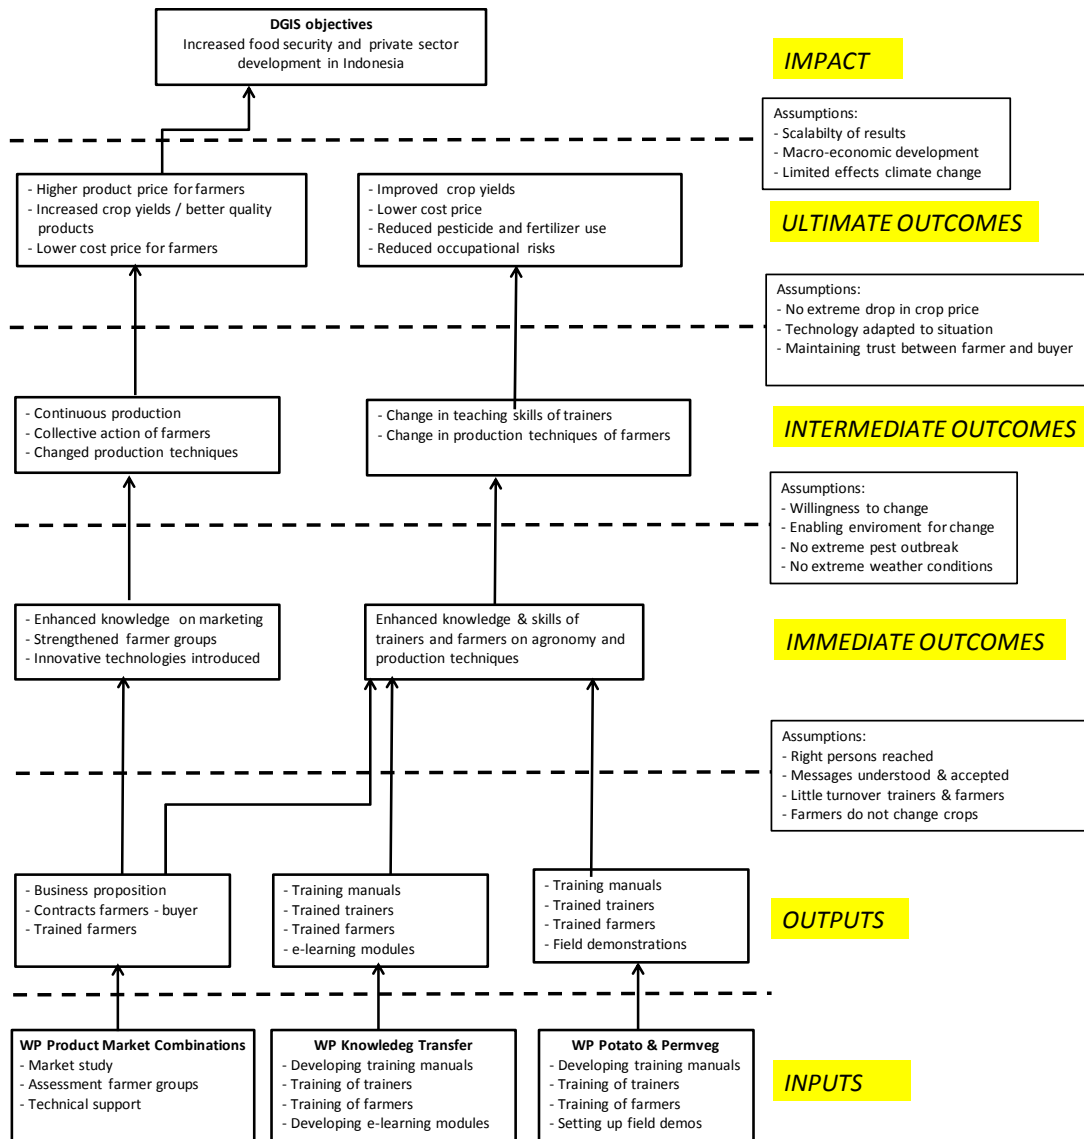 DGIS objectives
Increased food security and private sector
development in Indonesia
IMPACT
Assumptions:
- Scalabilty of results
- Macro-economic development
- Limited effects climate change
- Higher product price for farmers
- Increased crop yields / better quality
products
- Lower cost price for farmers
- Improved crop yields
- Lower cost price
- Reduced pesticide and fertilizer use
- Reduced occupational risks
ULTIMATE OUTCOMES
Assumptions:
- No extreme drop in crop price
- Technology adapted to situation
- Maintaining trust between farmer and buyer
- Continuous production
- Collective action of farmers
- Changed production techniques
- Change in teaching skills of trainers
- Change in production techniques of farmers
INTERMEDIATE OUTCOMES
Assumptions:
- Willingness to change
- Enabling enviroment for change
- No extreme pest outbreak
- No extreme weather conditions
- Enhanced knowledge on marketing
- Strengthened farmer groups
- Innovative technologies introduced
Enhanced knowledge & skills of
trainers and farmers on agronomy and
production techniques
IMMEDIATE OUTCOMES
Assumptions:
- Right persons reached
- Messages understood & accepted
- Little turnover trainers & farmers
- Farmers do not change crops
- Business proposition
- Contracts farmers - buyer
- Trained farmers
- Training manuals
- Trained trainers
- Trained farmers
- e-learning modules
- Training manuals
- Trained trainers
- Trained farmers
- Field demonstrations
OUTPUTS
WP Product Market Combinations
- Market study
- Assessment farmer groups
- Technical support
WP Knowledeg Transfer
- Developing training manuals
- Training of trainers
- Training of farmers
- Developing e-learning modules
WP Potato & Permveg
- Developing training manuals
- Training of trainers
- Training of farmers
- Setting up field demos
INPUTS